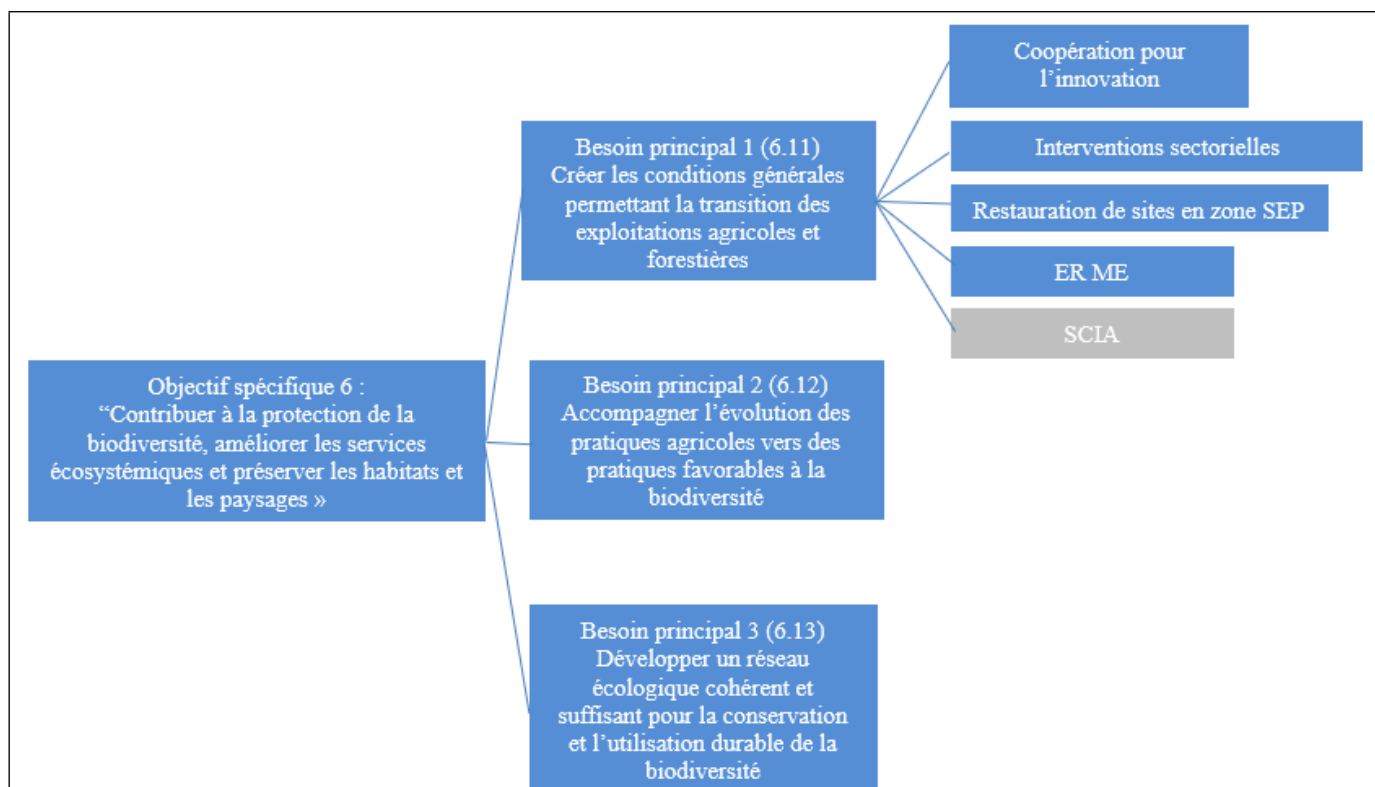 Objectif spécifique 6 :
“Contribuer à la protection de la
biodiversité, améliorer les services
écosystémiques et préserver les habitats et
les paysages »
Besoin principal 1 (6.11)
Créer les conditions générales
permettant la transition des
exploitations agricoles et
forestières
Coopération pour
l’innovation
Interventions sectorielles
Restauration de sites en zone SEP
ER ME
SCIA
Besoin principal 2 (6.12)
Accompagner l’évolution des
pratiques agricoles vers des
pratiques favorables à la
biodiversité
Besoin principal 3 (6.13)
Développer un réseau
écologique cohérent et
suffisant pour la conservation
et l’utilisation durable de la
biodiversité